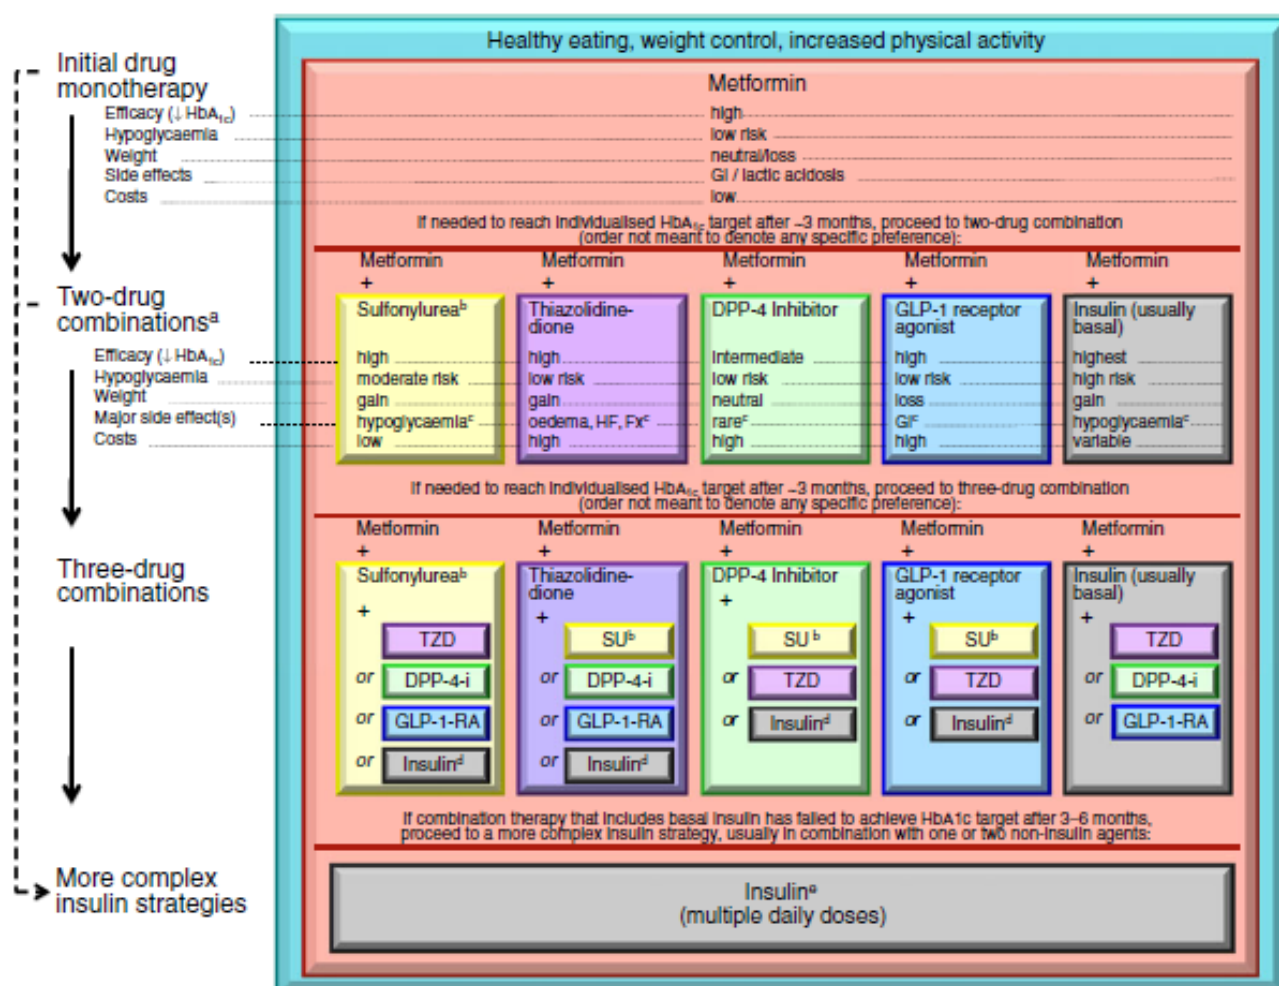 Healthy eating, weight control, increased physical activity
Initial drug
monotherapy
Metformin
Efficacy (↓ HbA1c) high
Hypoglycaemia low risk
Weight neutral/loss
Side effects GI / lactic acidosis
Costs low
If needed to reach individualised HbA1c target after ~3 months, proceed to two-drug combination
(order not meant to denote any specific preference):
Metformin Metformin Metformin Metformin Metformin
+ + + + +
Two-drug
combinationsᵃ
Sulfonylureaᵇ
Thiazolidine-
dione
DPP-4 Inhibitor
GLP-1 receptor
agonist
Insulin (usually
basal)
Efficacy (↓ HbA1c) high high intermediate high highest
Hypoglycaemia moderate risk low risk low risk low risk high risk
Weight gain gain neutral loss gain
Major side effect(s) hypoglycaemiaᶜ oedema, HF, Fxᶜ rareᶜ GIᶜ hypoglycaemiaᶜ
Costs low high high high variable
If needed to reach individualised HbA1c target after ~3 months, proceed to three-drug combination
(order not meant to denote any specific preference):
Metformin Metformin Metformin Metformin Metformin
+ + + + +
Three-drug
combinations
Sulfonylureaᵇ
+
TZD
or DPP-4-i
or GLP-1-RA
or Insulinᵈ
Thiazolidine-
dione
+
SUᵇ
or DPP-4-i
or GLP-1-RA
or Insulinᵈ
DPP-4 Inhibitor
+
SU ᵇ
or TZD
or Insulinᵈ
GLP-1 receptor
agonist
+
SUᵇ
or TZD
or Insulinᵈ
Insulin (usually
basal)
+
TZD
or DPP-4-i
or GLP-1-RA
If combination therapy that includes basal insulin has failed to achieve HbA1c target after 3–6 months,
proceed to a more complex insulin strategy, usually in combination with one or two non-insulin agents:
More complex
insulin strategies
Insulinᵉ
(multiple daily doses)